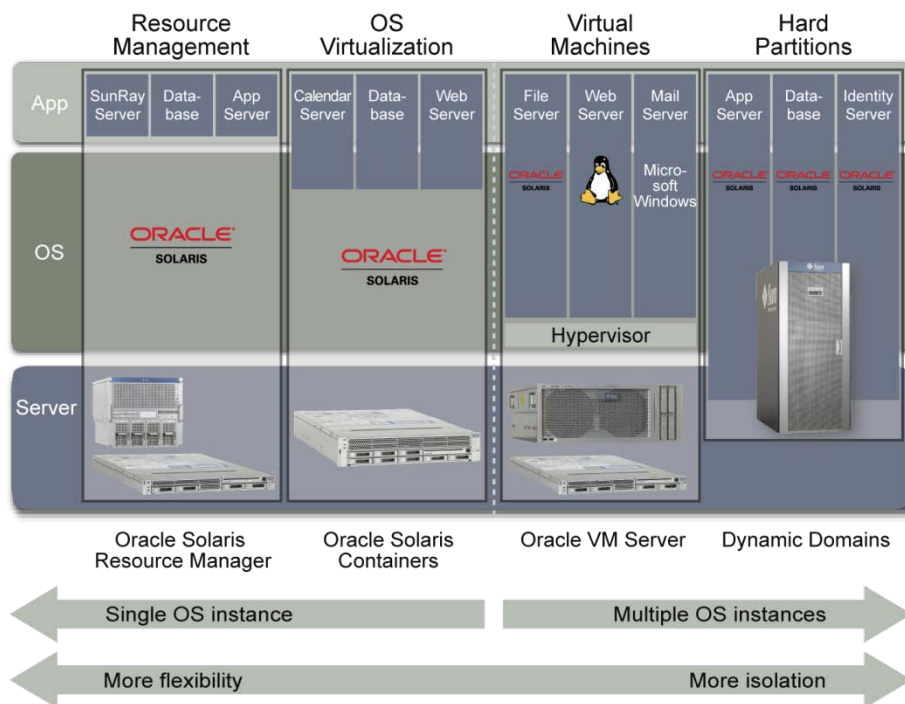 Resource
Management
OS
Virtualization
Virtual
Machines
Hard
Partitions
App
SunRay
Server
Data-
base
App
Server
Calendar
Server
Data-
base
Web
Server
File
Server
Web
Server
Mail
Server
App
Server
Data-
base
Identity
Server
OS
ORACLE
SOLARIS
ORACLE
SOLARIS
ORACLE
SOLARIS
Micro-
soft
Windows
ORACLE
SOLARIS
ORACLE
SOLARIS
ORACLE
SOLARIS
Hypervisor
Sun
Sun
Server
Oracle Solaris
Resource Manager
Oracle Solaris
Containers
Oracle VM Server
Dynamic Domains
Single OS instance
Multiple OS instances
More flexibility
More isolation